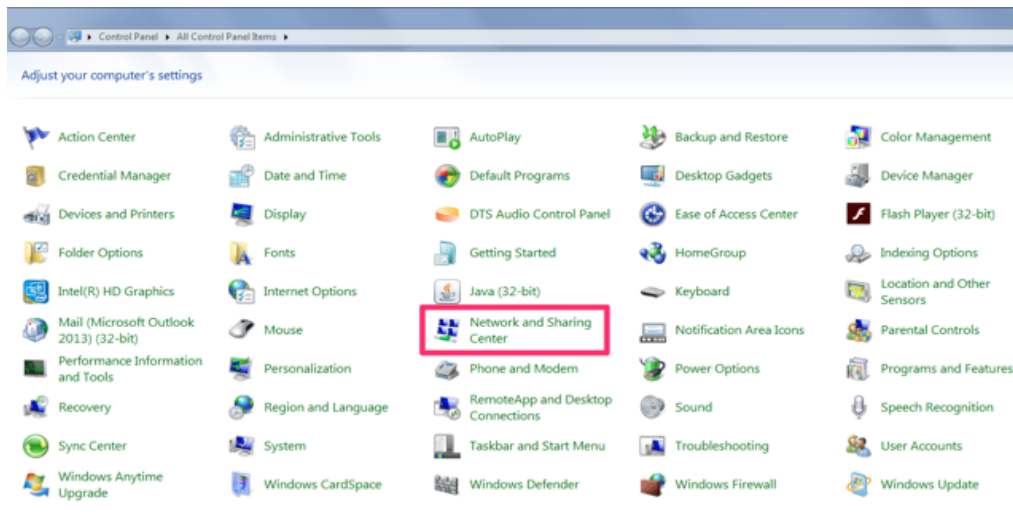 Control Panel ▸ All Control Panel Items ▸
Adjust your computer's settings
Action Center
Administrative Tools
AutoPlay
Backup and Restore
Color Management
Credential Manager
Date and Time
Default Programs
Desktop Gadgets
Device Manager
Devices and Printers
Display
DTS Audio Control Panel
Ease of Access Center
Flash Player (32-bit)
Folder Options
Fonts
Getting Started
HomeGroup
Indexing Options
Intel(R) HD Graphics
Internet Options
Java (32-bit)
Keyboard
Location and Other
Sensors
Mail (Microsoft Outlook
2013) (32-bit)
Mouse
Network and Sharing
Center
Notification Area Icons
Parental Controls
Performance Information
and Tools
Personalization
Phone and Modem
Power Options
Programs and Features
Recovery
Region and Language
RemoteApp and Desktop
Connections
Sound
Speech Recognition
Sync Center
System
Taskbar and Start Menu
Troubleshooting
User Accounts
Windows Anytime
Upgrade
Windows CardSpace
Windows Defender
Windows Firewall
Windows Update